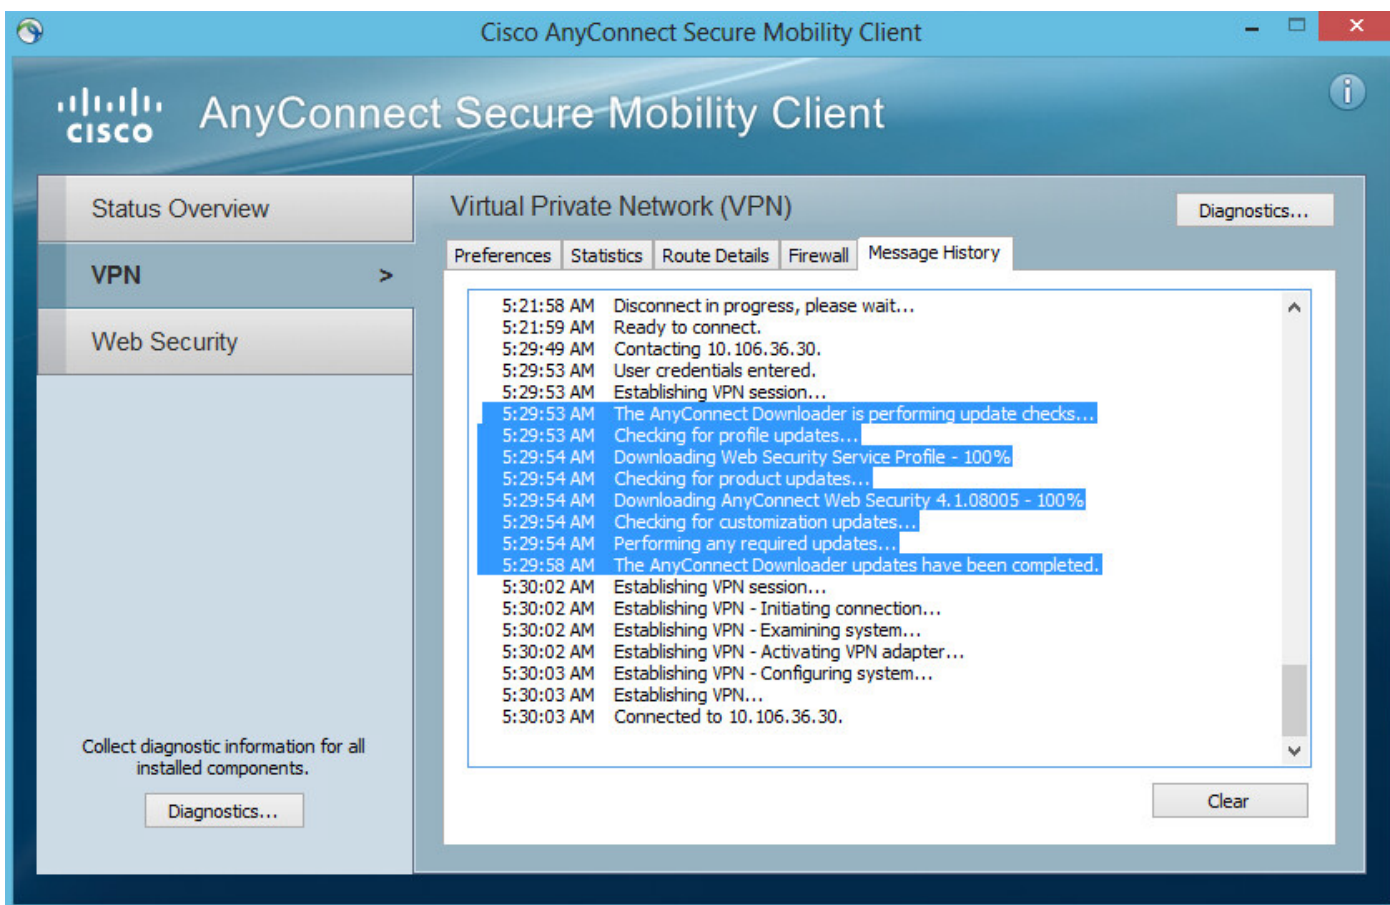 Cisco AnyConnect Secure Mobility Client
CISCO AnyConnect Secure Mobility Client
Status Overview
VPN >
Web Security
Collect diagnostic information for all
installed components.
Diagnostics...
Virtual Private Network (VPN)
Diagnostics...
Preferences Statistics Route Details Firewall Message History
5:21:58 AM Disconnect in progress, please wait...
5:21:59 AM Ready to connect.
5:29:49 AM Contacting 10.106.36.30.
5:29:53 AM User credentials entered.
5:29:53 AM Establishing VPN session...
5:29:53 AM The AnyConnect Downloader is performing update checks...
5:29:53 AM Checking for profile updates...
5:29:54 AM Downloading Web Security Service Profile - 100%
5:29:54 AM Checking for product updates...
5:29:54 AM Downloading AnyConnect Web Security 4.1.08005 - 100%
5:29:54 AM Checking for customization updates...
5:29:54 AM Performing any required updates...
5:29:58 AM The AnyConnect Downloader updates have been completed.
5:30:02 AM Establishing VPN session...
5:30:02 AM Establishing VPN - Initiating connection...
5:30:02 AM Establishing VPN - Examining system...
5:30:02 AM Establishing VPN - Activating VPN adapter...
5:30:03 AM Establishing VPN - Configuring system...
5:30:03 AM Establishing VPN...
5:30:03 AM Connected to 10.106.36.30.
Clear